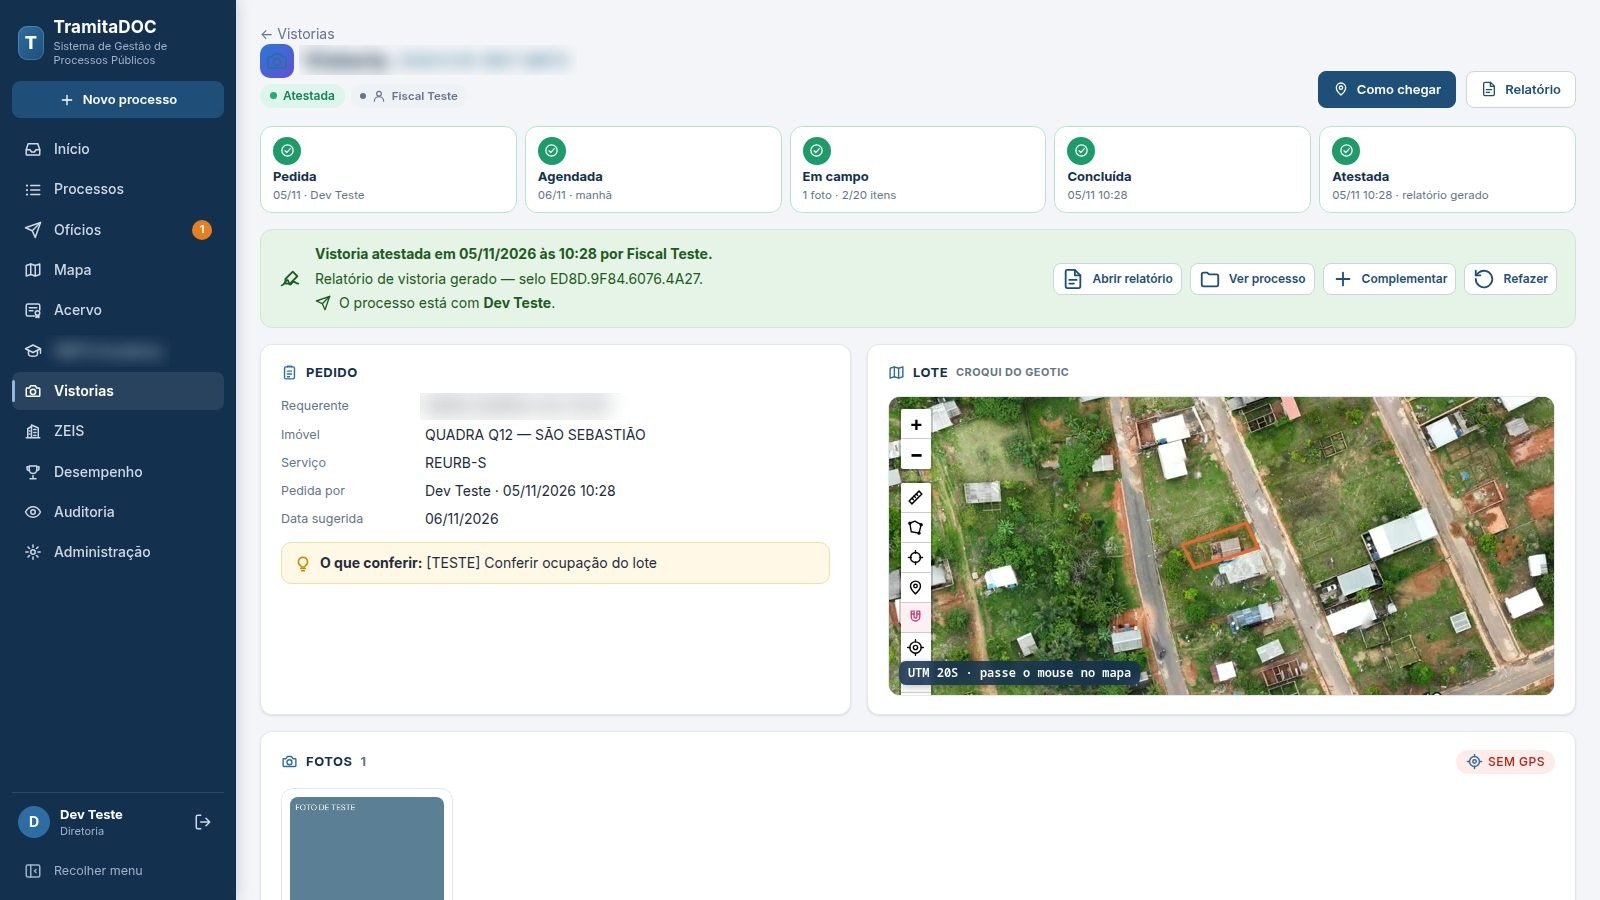 T
TramitaDOC
Sistema de Gestão de
Processos Públicos
+ Novo processo
Início
Processos
Ofícios 1
Mapa
Acervo
Vistorias
ZEIS
Desempenho
Auditoria
Administração
D
Dev Teste
Diretoria
Recolher menu
← Vistorias
Atestada
Fiscal Teste
Como chegar
Relatório
Pedida
05/11 · Dev Teste
Agendada
06/11 · manhã
Em campo
1 foto · 2/20 itens
Concluída
05/11 10:28
Atestada
05/11 10:28 · relatório gerado
Vistoria atestada em 05/11/2026 às 10:28 por Fiscal Teste.
Relatório de vistoria gerado — selo ED8D.9F84.6076.4A27.
O processo está com Dev Teste.
Abrir relatório
Ver processo
Complementar
Refazer
PEDIDO
Requerente
Imóvel QUADRA Q12 — SÃO SEBASTIÃO
Serviço REURB-S
Pedida por Dev Teste · 05/11/2026 10:28
Data sugerida 06/11/2026
O que conferir: [TESTE] Conferir ocupação do lote
LOTE CROQUI DO GEOTIC
+
−
UTM 20S · passe o mouse no mapa
FOTOS 1
SEM GPS
FOTO DE TESTE